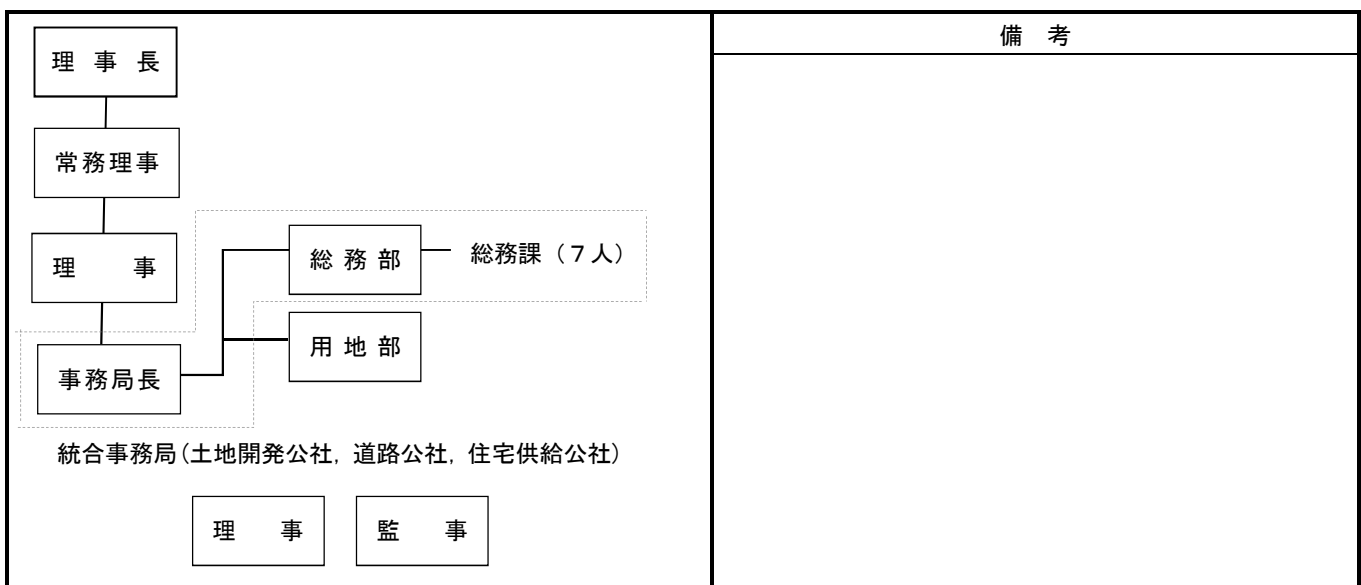 理 事 長
常務理事
理 事
事務局長
総 務 部
総務課（７人）
用 地 部
統合事務局(土地開発公社, 道路公社, 住宅供給公社)
理 事
監 事
備 考